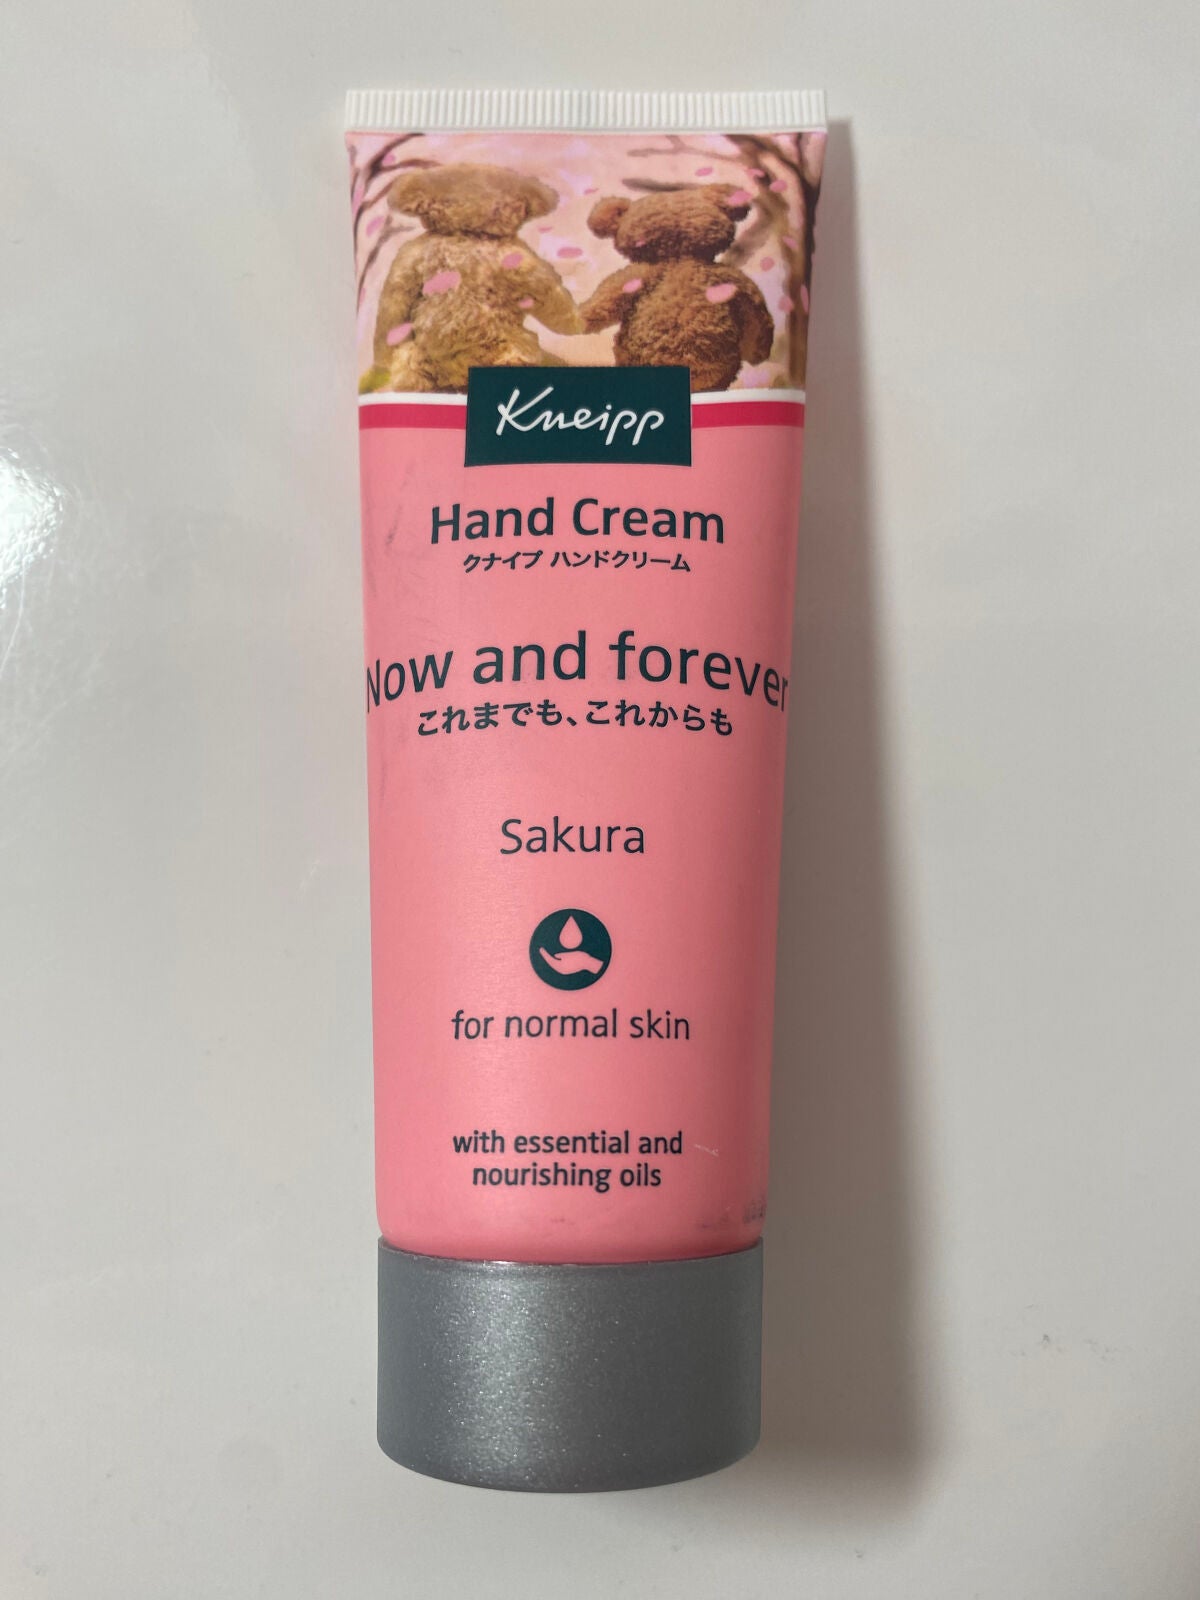 Kneipp
Hand Cream
クナイプ ハンドクリーム
Now and forever
これまでも、これからも
Sakura
for normal skin
with essential and
nourishing oils